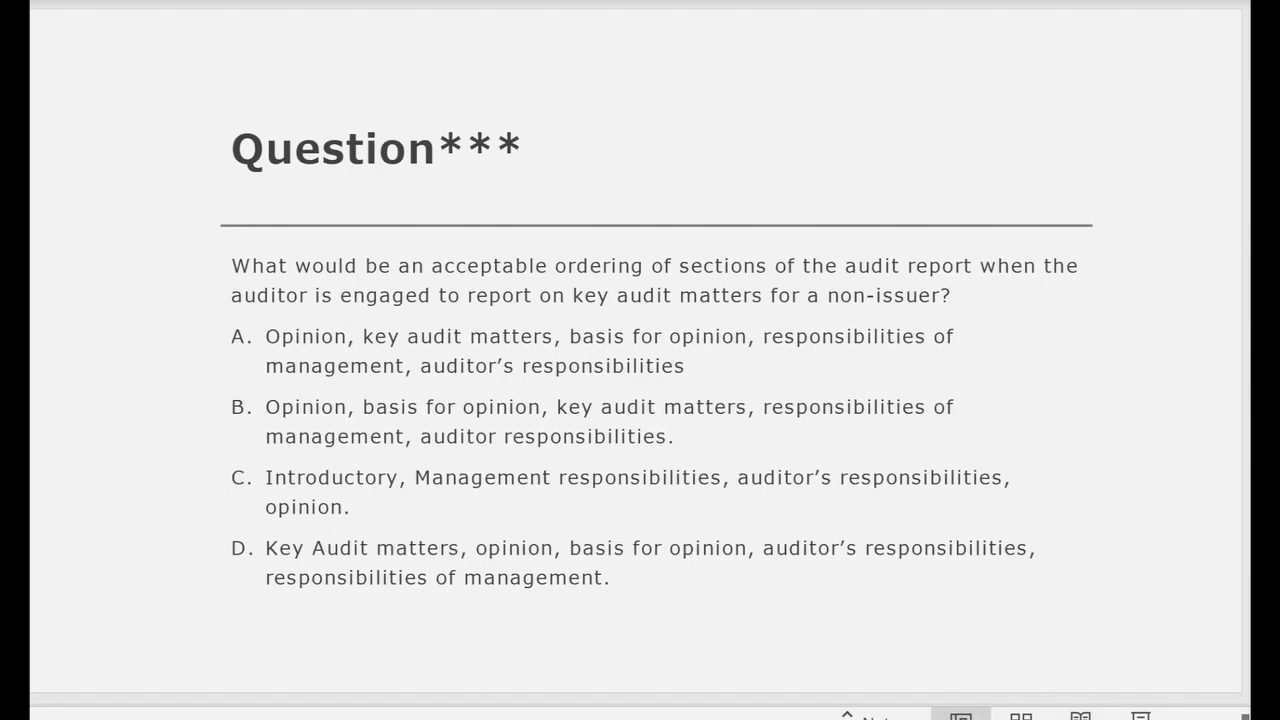 Question***
What would be an acceptable ordering of sections of the audit report when the
auditor is engaged to report on key audit matters for a non-issuer?
A. Opinion, key audit matters, basis for opinion, responsibilities of
management, auditor’s responsibilities
B. Opinion, basis for opinion, key audit matters, responsibilities of
management, auditor responsibilities.
C. Introductory, Management responsibilities, auditor’s responsibilities,
opinion.
D. Key Audit matters, opinion, basis for opinion, auditor’s responsibilities,
responsibilities of management.